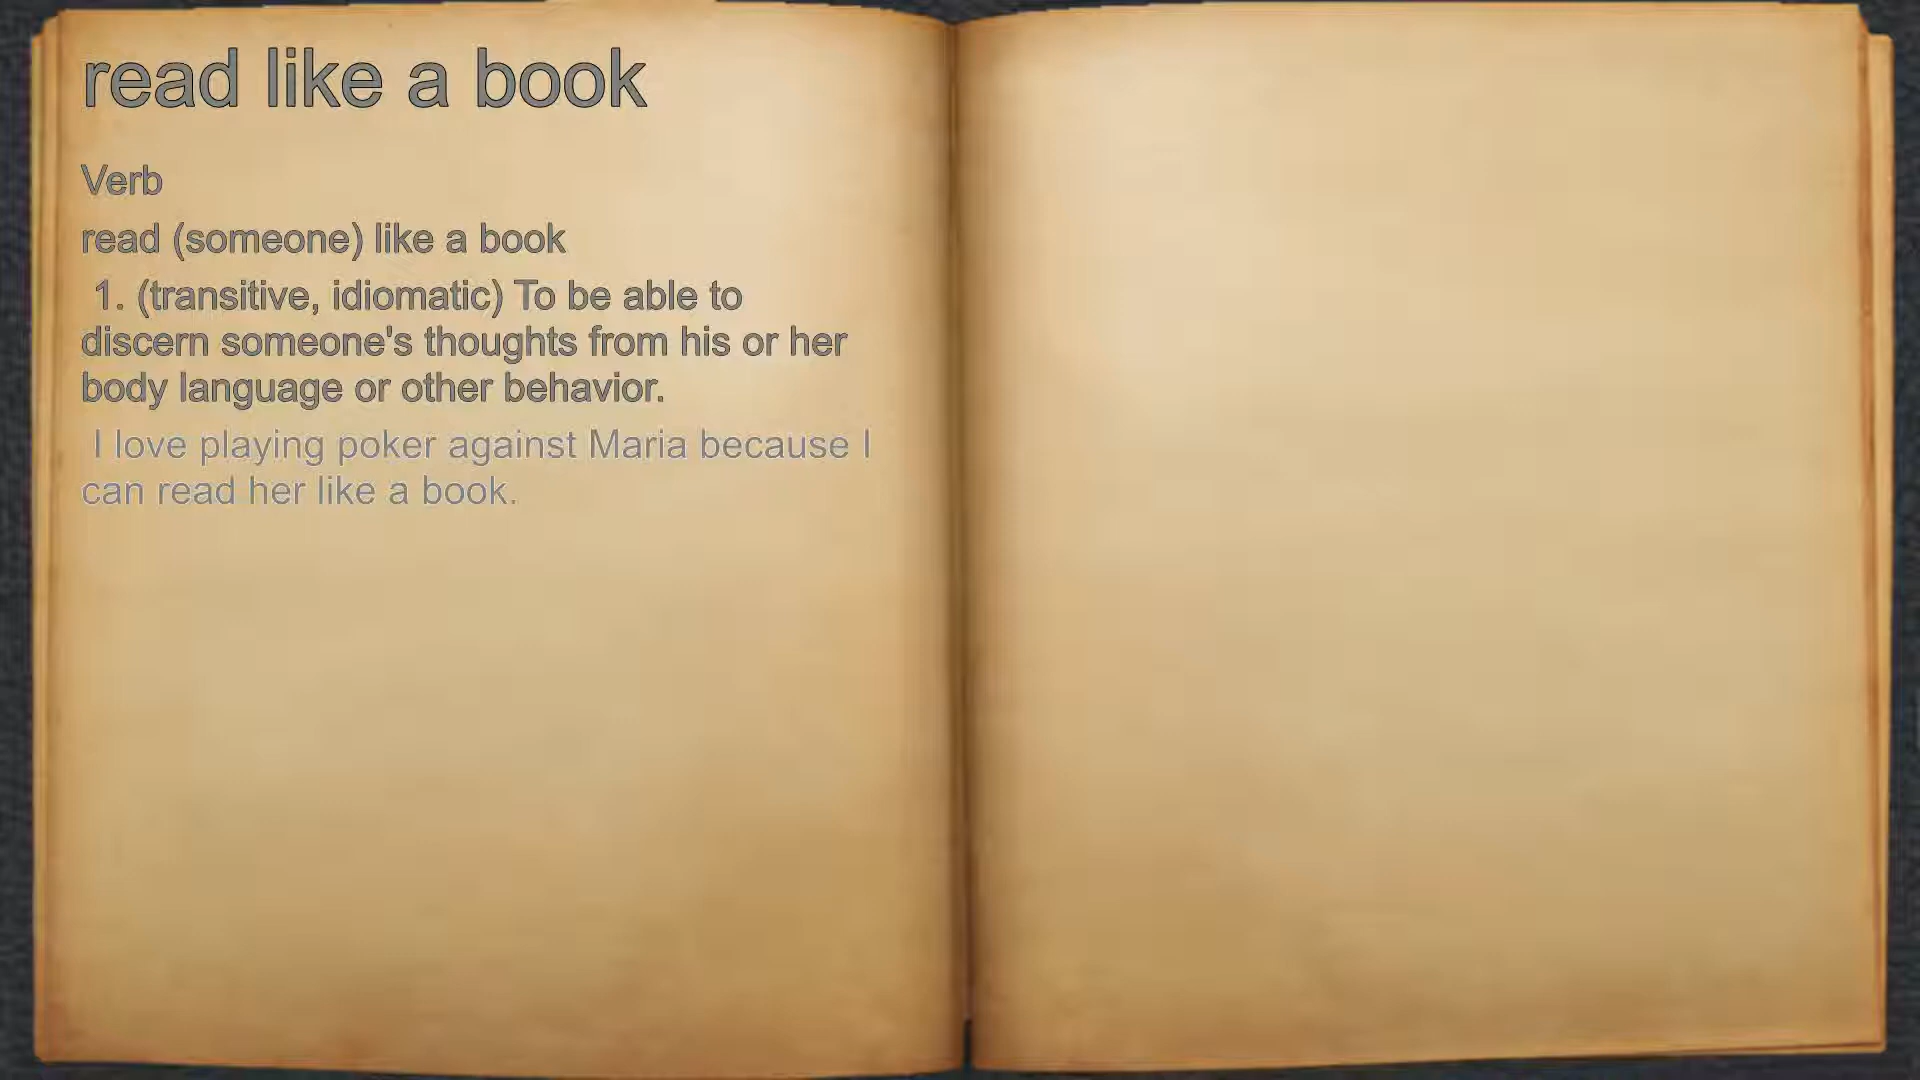 read like a book
Verb
read (someone) like a book
1. (transitive, idiomatic) To be able to
discern someone's thoughts from his or her
body language or other behavior.
I love playing poker against Maria because I
can read her like a book.